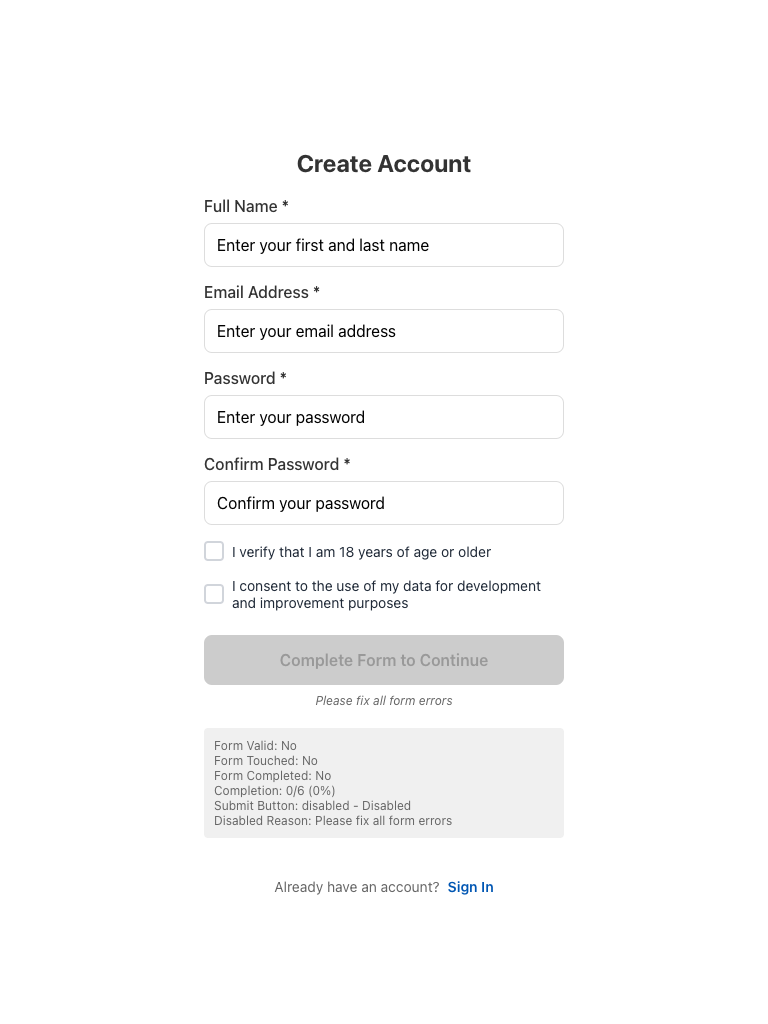 Create Account
Full Name *
Enter your first and last name
Email Address *
Enter your email address
Password *
Enter your password
Confirm Password *
Confirm your password
I verify that I am 18 years of age or older
I consent to the use of my data for development
and improvement purposes
Complete Form to Continue
Please fix all form errors
Form Valid: No
Form Touched: No
Form Completed: No
Completion: 0/6 (0%)
Submit Button: disabled - Disabled
Disabled Reason: Please fix all form errors
Already have an account? Sign In